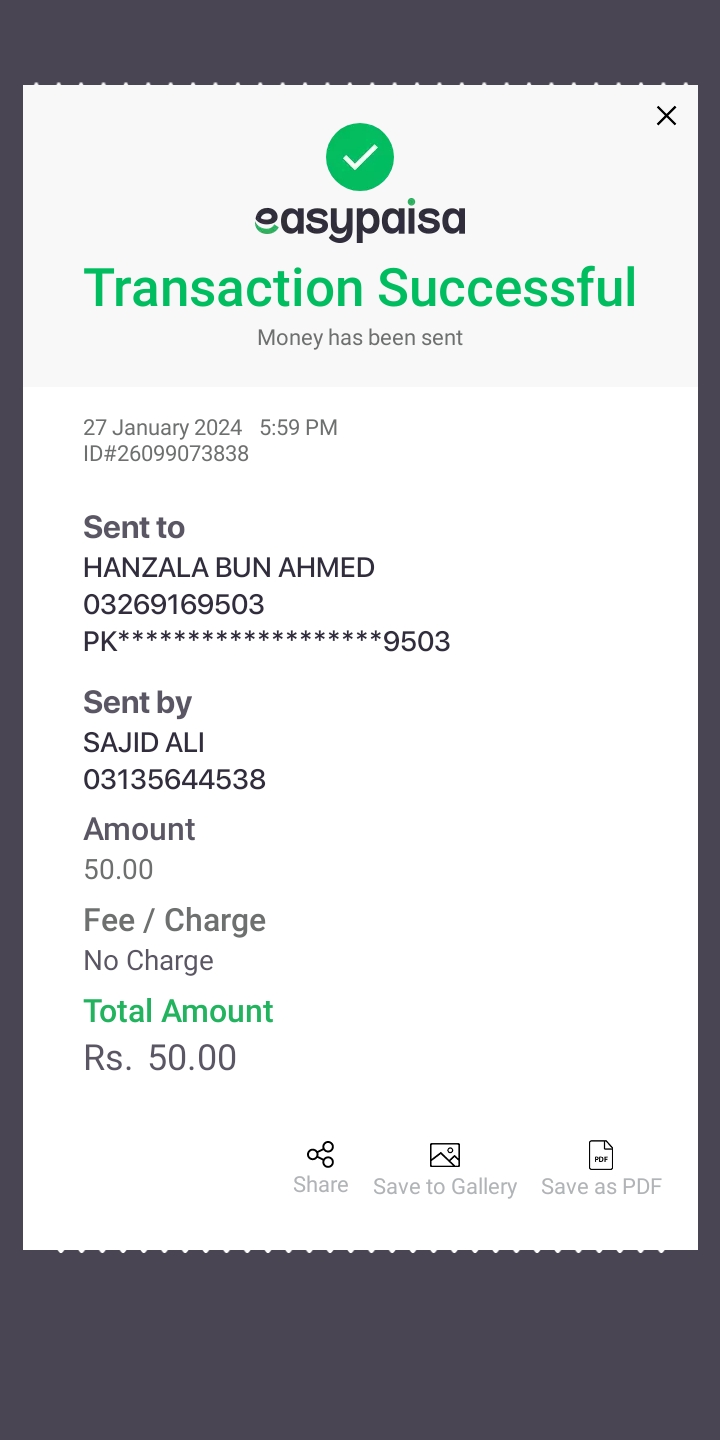 easypaisa
Transaction Successful
Money has been sent
27 January 2024 5:59 PM
ID#26099073838
Sent to
HANZALA BUN AHMED
03269169503
PK*******************9503
Sent by
SAJID ALI
03135644538
Amount
50.00
Fee / Charge
No Charge
Total Amount
Rs. 50.00
PDF
Share Save to Gallery Save as PDF